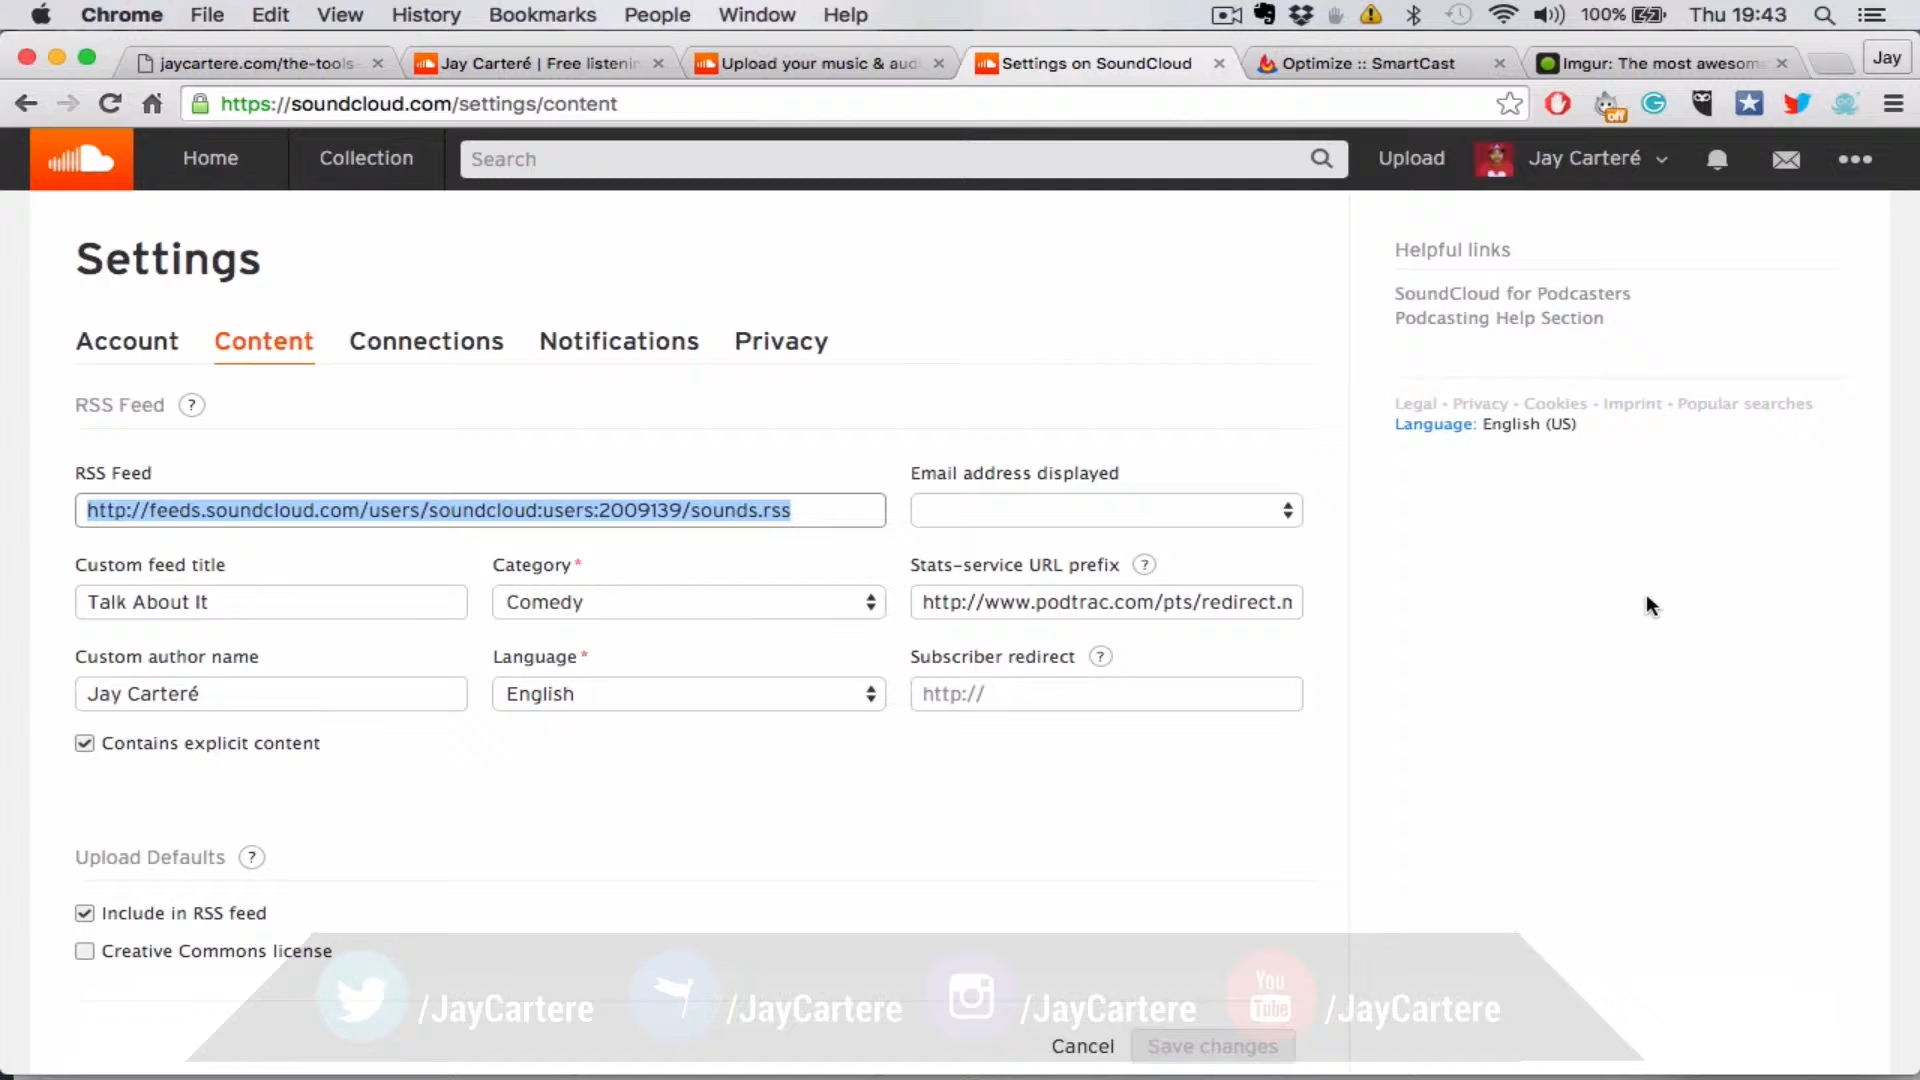 Chrome File Edit View History Bookmarks People Window Help 100% Thu 19:43
jaycartere.com/the-tools- Jay Carteré | Free listenin Upload your music & aud Settings on SoundCloud Optimize :: SmartCast Imgur: The most awesom Jay
https://soundcloud.com/settings/content off
Home Collection Search Upload Jay Carteré
Settings
Helpful links
SoundCloud for Podcasters
Podcasting Help Section
Legal - Privacy - Cookies - Imprint - Popular searches
Language: English (US)
Account Content Connections Notifications Privacy
RSS Feed ?
RSS Feed Email address displayed
http://feeds.soundcloud.com/users/soundcloud:users:2009139/sounds.rss
Custom feed title Category* Stats-service URL prefix ?
Talk About It Comedy http://www.podtrac.com/pts/redirect.n
Custom author name Language* Subscriber redirect ?
Jay Carteré English http://
Contains explicit content
Upload Defaults ?
Include in RSS feed
Creative Commons license
/JayCartere /JayCartere /JayCartere You Tube /JayCartere
Cancel Save changes